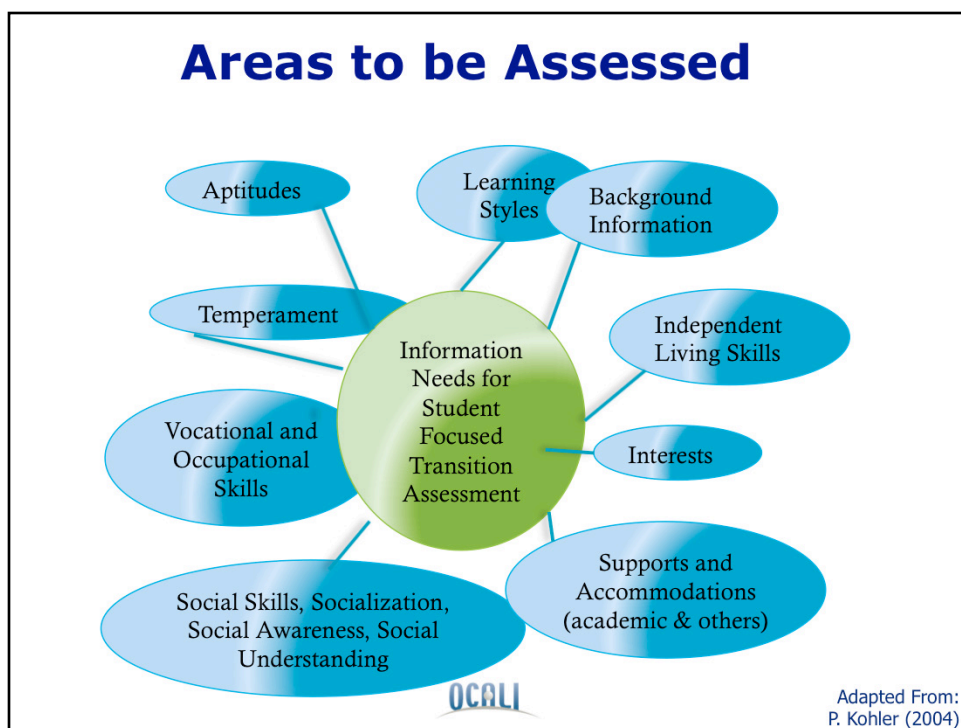 Areas to be Assessed
Aptitudes
Learning
Styles
Background
Information
Temperament
Independent
Living Skills
Information
Needs for
Student
Focused
Transition
Assessment
Vocational and
Occupational
Skills
Interests
Supports and
Accommodations
(academic & others)
Social Skills, Socialization,
Social Awareness, Social
Understanding
OCALI
Adapted From:
P. Kohler (2004)